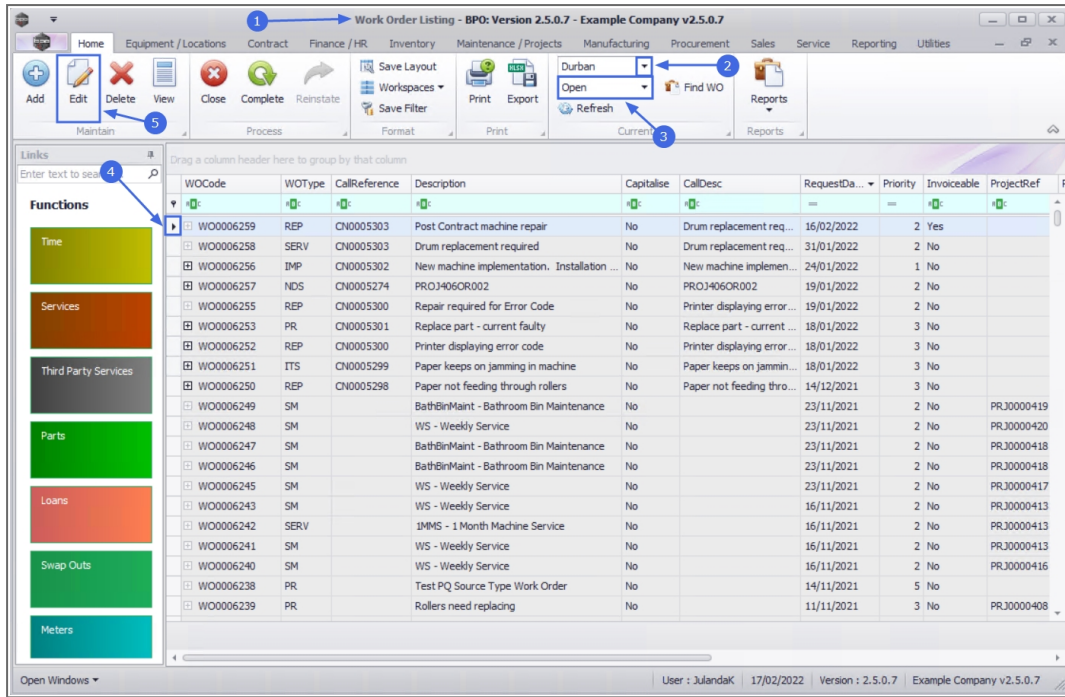 1
Work Order Listing - BPO: Version 2.5.0.7 - Example Company v2.5.0.7
Home Equipment / Locations Contract Finance / HR Inventory Maintenance / Projects Manufacturing Procurement Sales Service Reporting Utilities
Add Edit Delete View
Maintain
5
Close Complete Reinstate
Process
Save Layout
Workspaces
Save Filter
Format
Print Export
Print
Durban
2
Open
Find WO
Refresh
3
Current
Reports
Reports
Links
Enter text to sea
4
Functions
Time
Services
Third Party Services
Parts
Loans
Swap Outs
Meters
Drag a column header here to group by that column
WOCode WOType CallReference Description Capitalise CallDesc RequestDa... Priority Invoiceable ProjectRef
WO0006259 REP CN0005303 Post Contract machine repair No Drum replacement req... 16/02/2022 2 Yes
WO0006258 SERV CN0005303 Drum replacement required No Drum replacement req... 31/01/2022 2 No
WO0006256 IMP CN0005302 New machine implementation. Installation ... No New machine implemen... 24/01/2022 1 No
WO0006257 NDS CN0005274 PROJ406OR002 No PROJ406OR002 19/01/2022 2 No
WO0006255 REP CN0005300 Repair required for Error Code No Printer displaying error... 19/01/2022 2 No
WO0006253 PR CN0005301 Replace part - current faulty No Replace part - current ... 18/01/2022 3 No
WO0006252 REP CN0005300 Printer displaying error code No Printer displaying error... 18/01/2022 3 No
WO0006251 ITS CN0005299 Paper keeps on jamming in machine No Paper keeps on jammin... 18/01/2022 3 No
WO0006250 REP CN0005298 Paper not feeding through rollers No Paper not feeding thro... 14/12/2021 3 No
WO0006249 SM BathBinMaint - Bathroom Bin Maintenance No 23/11/2021 2 No PRJ0000419
WO0006248 SM WS - Weekly Service No 23/11/2021 2 No PRJ0000420
WO0006247 SM BathBinMaint - Bathroom Bin Maintenance No 23/11/2021 2 No PRJ0000418
WO0006246 SM BathBinMaint - Bathroom Bin Maintenance No 23/11/2021 2 No PRJ0000418
WO0006245 SM WS - Weekly Service No 23/11/2021 2 No PRJ0000417
WO0006243 SM WS - Weekly Service No 16/11/2021 2 No PRJ0000413
WO0006242 SERV 1MMS - 1 Month Machine Service No 16/11/2021 2 No PRJ0000413
WO0006241 SM WS - Weekly Service No 16/11/2021 2 No PRJ0000413
WO0006240 SM WS - Weekly Service No 16/11/2021 2 No PRJ0000416
WO0006238 PR Test PQ Source Type Work Order No 14/11/2021 5 No
WO0006239 PR Rollers need replacing No 11/11/2021 3 No PRJ0000408
Open Windows User : JulandaK 17/02/2022 Version : 2.5.0.7 Example Company v2.5.0.7